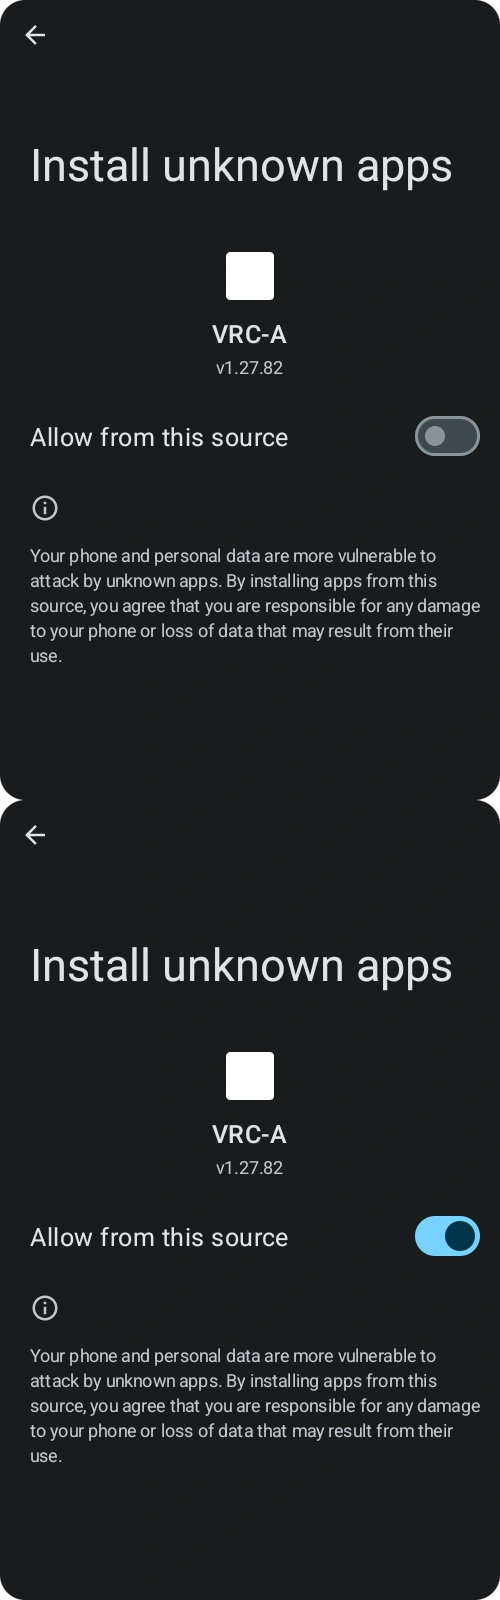 Install unknown apps
VRC-A
v1.27.82
Allow from this source
Your phone and personal data are more vulnerable to
attack by unknown apps. By installing apps from this
source, you agree that you are responsible for any damage
to your phone or loss of data that may result from their
use.
Install unknown apps
VRC-A
v1.27.82
Allow from this source
Your phone and personal data are more vulnerable to
attack by unknown apps. By installing apps from this
source, you agree that you are responsible for any damage
to your phone or loss of data that may result from their
use.